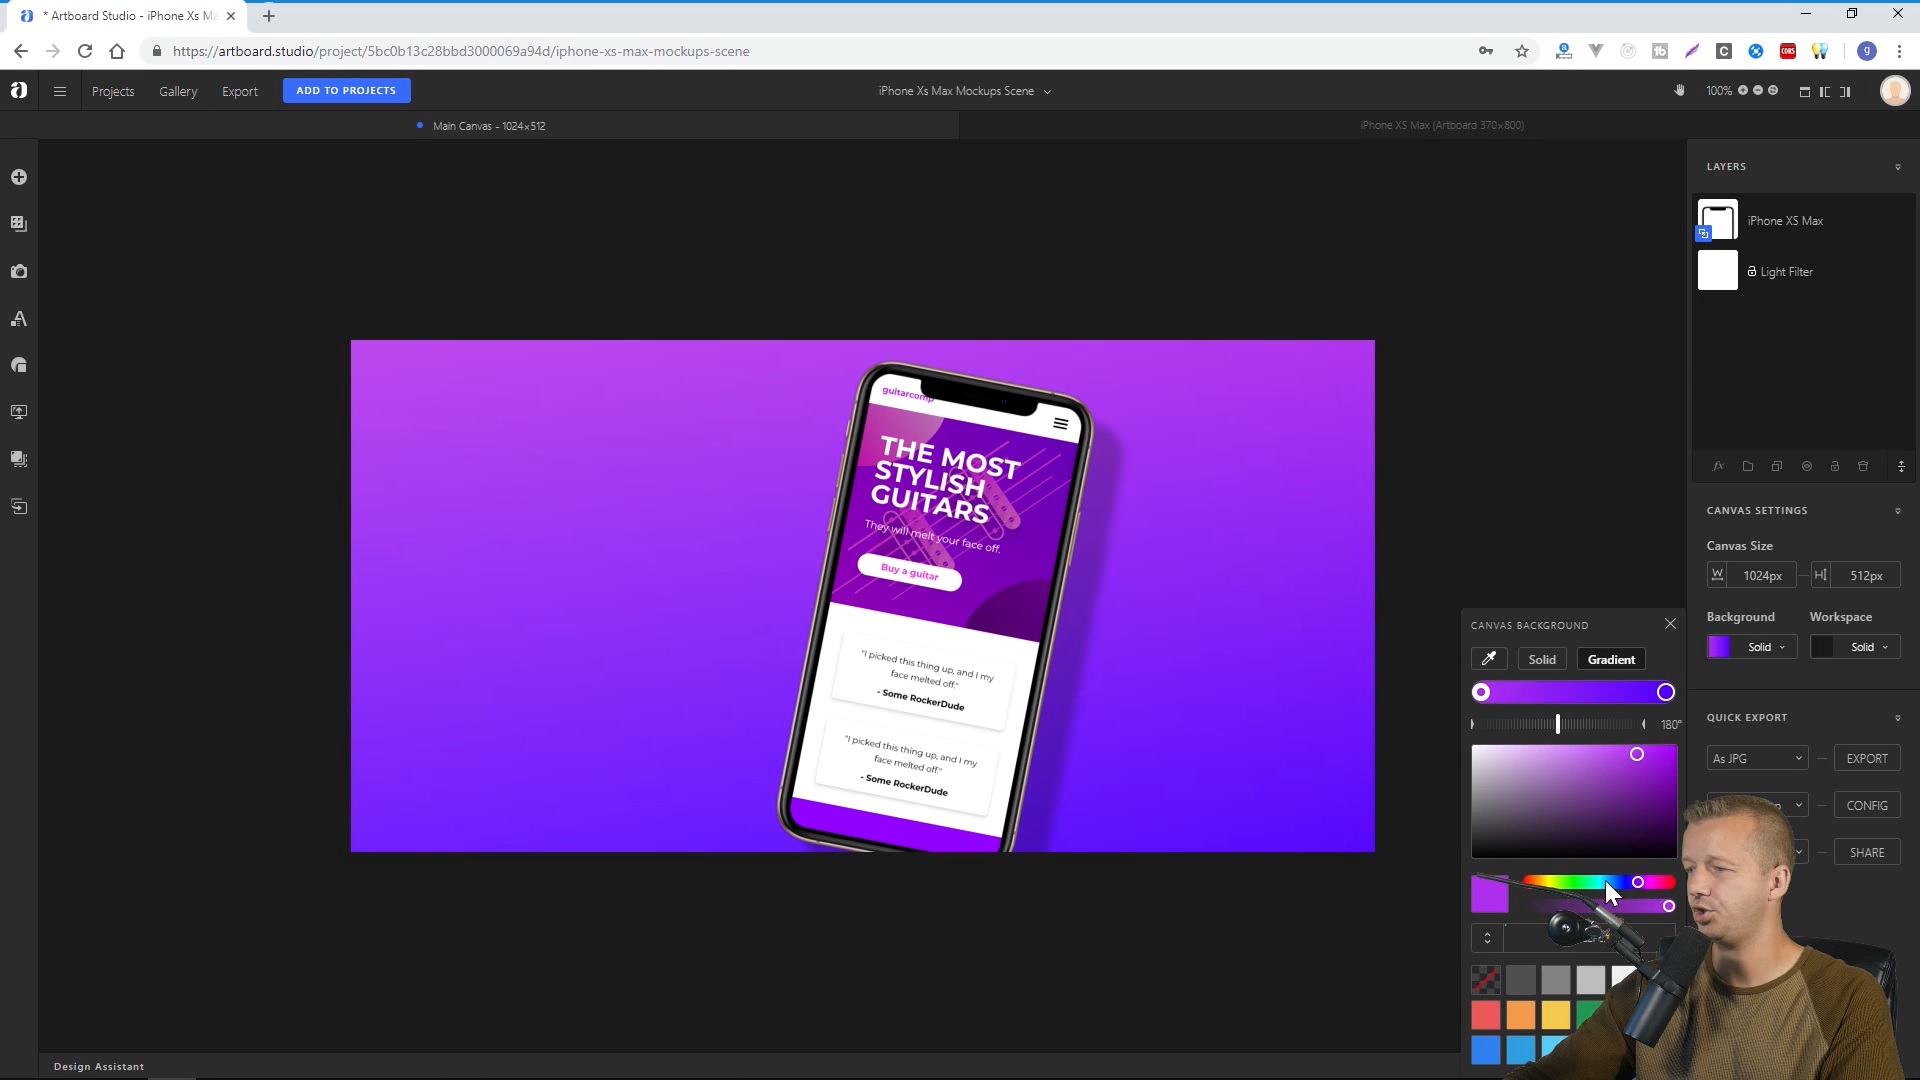 * Artboard Studio - iPhone Xs Ma
https://artboard.studio/project/5bc0b13c28bbd3000069a94d/iphone-xs-max-mockups-scene
Projects
Gallery
Export
ADD TO PROJECTS
iPhone Xs Max Mockups Scene
100%
Main Canvas - 1024×512
iPhone XS Max (Artboard 370×800)
LAYERS
iPhone XS Max
Light Filter
guitarcomp
THE MOST
STYLISH
GUITARS
They will melt your face off.
Buy a guitar
"I picked this thing up, and I my
face melted off."
- Some RockerDude
"I picked this thing up, and I my
face melted off."
- Some RockerDude
CANVAS SETTINGS
Canvas Size
W 1024px
H 512px
Background
Workspace
Solid
Solid
CANVAS BACKGROUND
Solid
Gradient
180°
QUICK EXPORT
As JPG
EXPORT
CONFIG
SHARE
Design Assistant